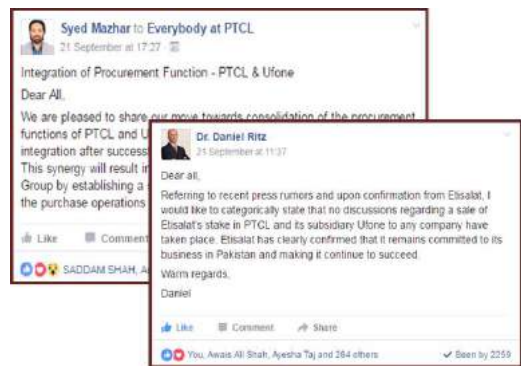 Syed Mazhar to Everybody at PTCL
21 September at 17:27
Integration of Procurement Function - PTCL & Ufone
Dear All,
We are pleased to share our move towards consolidation of the procurement
functions of PTCL and U
integration after success
This synergy will result in
Group by establishing a
the purchase operations
Like Comment
SADDAM SHAH, A
Dr. Daniel Ritz
21 September at 11:37
Dear all,
Referring to recent press rumors and upon confirmation from Etisalat, I
would like to categorically state that no discussions regarding a sale of
Etisalat's stake in PTCL and its subsidiary Ufone to any company have
taken place. Etisalat has clearly confirmed that it remains committed to its
business in Pakistan and making it continue to succeed.
Warm regards,
Daniel
Like Comment Share
You, Awais Ali Shah, Ayesha Taj and 264 others Seen by 2259